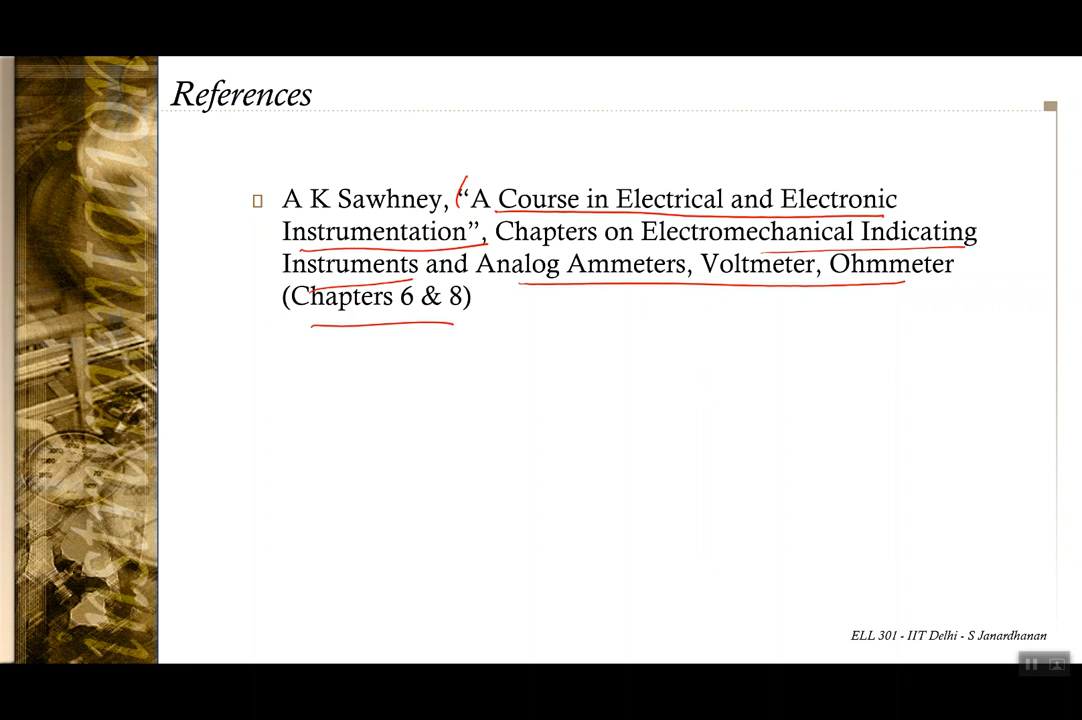 References
A K Sawhney, “A Course in Electrical and Electronic
Instrumentation”, Chapters on Electromechanical Indicating
Instruments and Analog Ammeters, Voltmeter, Ohmmeter
(Chapters 6 & 8)
ELL 301 - IIT Delhi - S Janardhanan
instrumentation